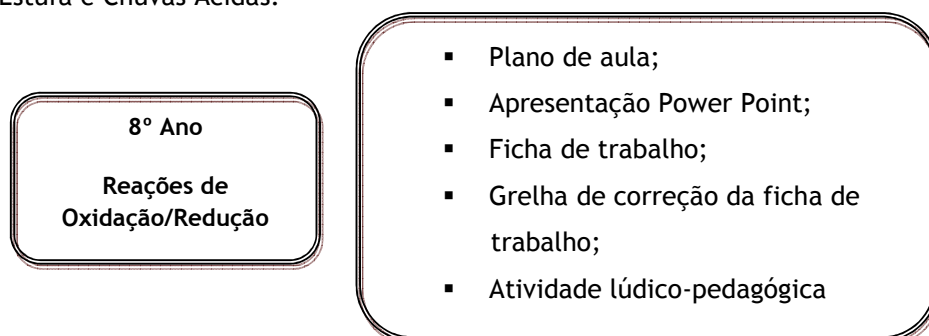 Estufa e Chuvas Ácidas.
8º Ano
Reações de
Oxidação/Redução
▪ Plano de aula;
▪ Apresentação Power Point;
▪ Ficha de trabalho;
▪ Grelha de correção da ficha de
trabalho;
▪ Atividade lúdico-pedagógica